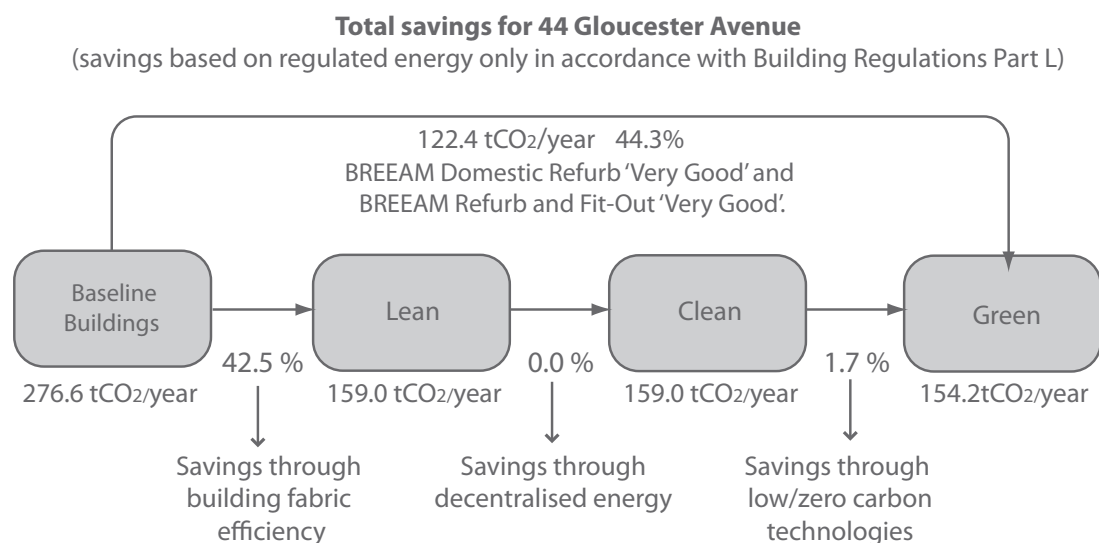 Total savings for 44 Gloucester Avenue
(savings based on regulated energy only in accordance with Building Regulations Part L)
122.4 tCO2/year 44.3%
BREEAM Domestic Refurb ‘Very Good’ and
BREEAM Refurb and Fit-Out ‘Very Good’.
Baseline
Buildings
Lean
Clean
Green
276.6 tCO2/year
42.5 %
159.0 tCO2/year
0.0 %
159.0 tCO2/year
1.7 %
154.2tCO2/year
Savings through
building fabric
efficiency
Savings through
decentralised energy
Savings through
low/zero carbon
technologies